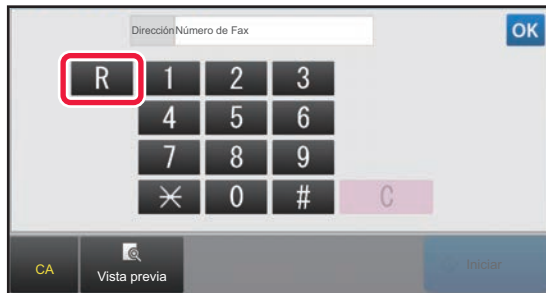 Dirección Número de Fax OK
R 1 2 3
4 5 6
7 8 9
* 0 # C
CA Vista previa Iniciar